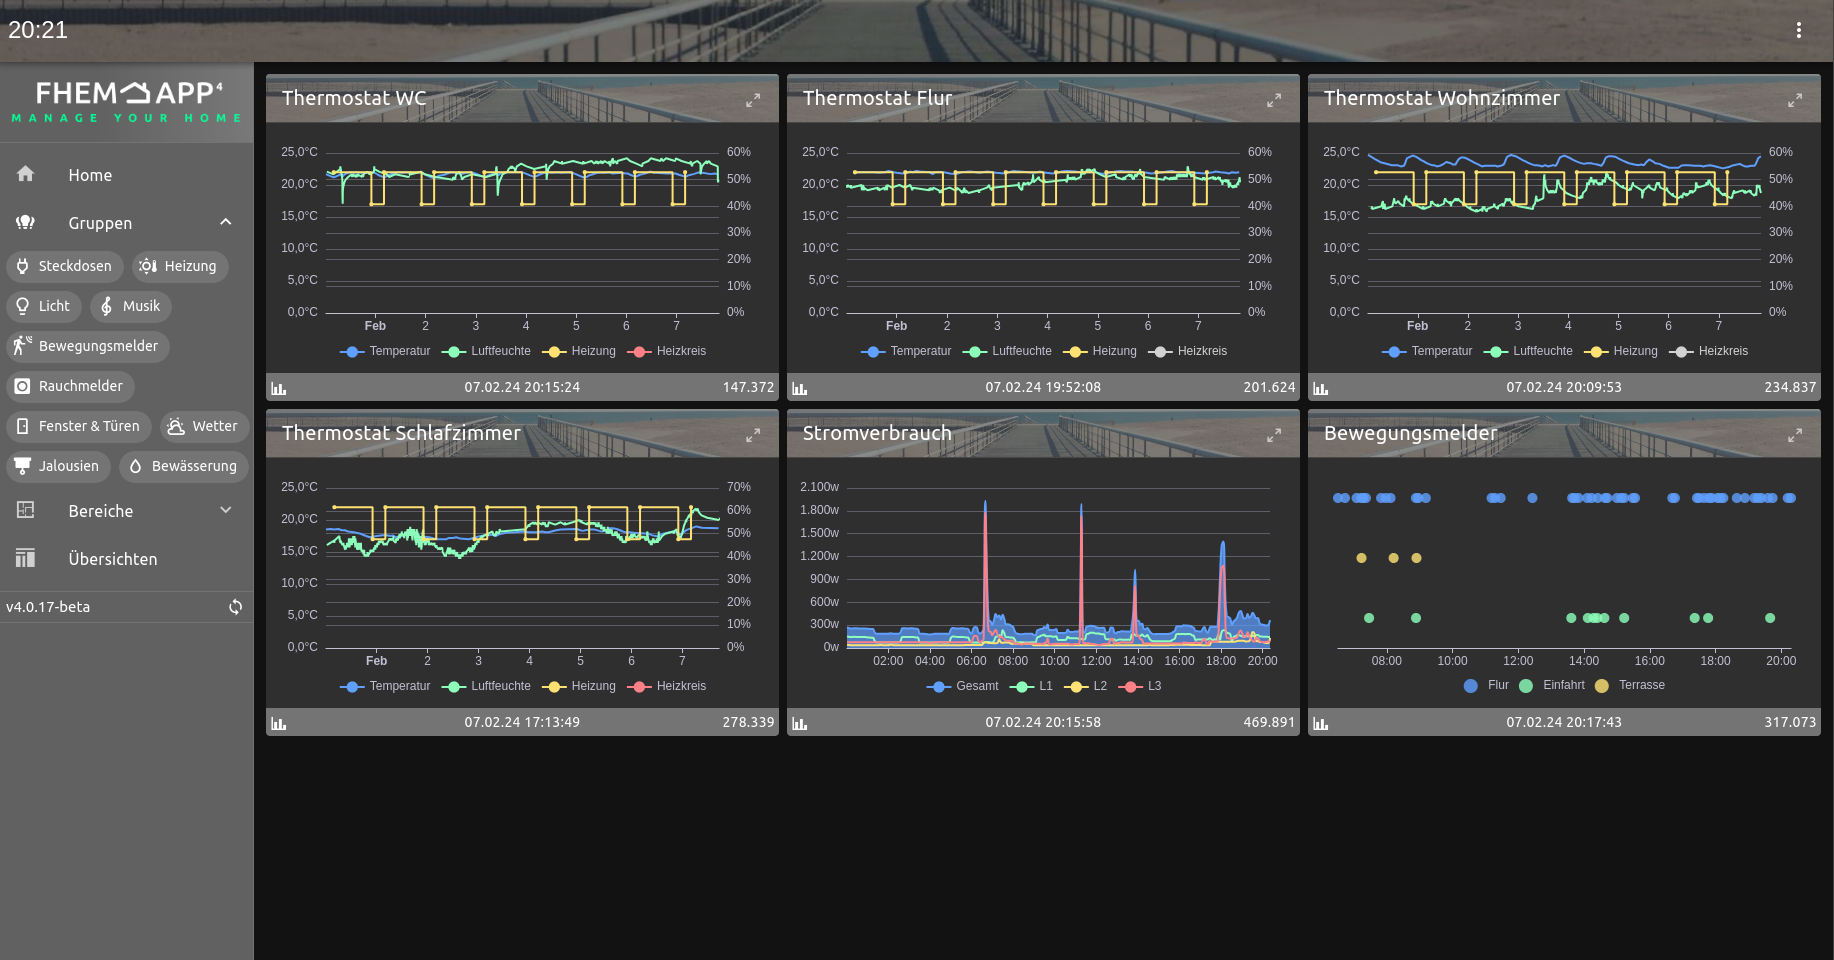 20:21
FHEM APP 4
MANAGE YOUR HOME
Home
Gruppen
Steckdosen Heizung
Licht Musik
Bewegungsmelder
Rauchmelder
Fenster & Türen Wetter
Jalousien Bewässerung
Bereiche
Übersichten
v4.0.17-beta
Thermostat WC
25,0°C 60%
20,0°C 50%
15,0°C 40%
30%
10,0°C 20%
5,0°C 10%
0,0°C 0%
Feb 2 3 4 5 6 7
Temperatur Luftfeuchte Heizung Heizkreis
07.02.24 20:15:24 147.372
Thermostat Flur
25,0°C 60%
20,0°C 50%
15,0°C 40%
30%
10,0°C 20%
5,0°C 10%
0,0°C 0%
Feb 2 3 4 5 6 7
Temperatur Luftfeuchte Heizung Heizkreis
07.02.24 19:52:08 201.624
Thermostat Wohnzimmer
25,0°C 60%
20,0°C 50%
15,0°C 40%
30%
10,0°C 20%
5,0°C 10%
0,0°C 0%
Feb 2 3 4 5 6 7
Temperatur Luftfeuchte Heizung Heizkreis
07.02.24 20:09:53 234.837
Thermostat Schlafzimmer
25,0°C 70%
20,0°C 60%
50%
15,0°C 40%
10,0°C 30%
20%
5,0°C 10%
0,0°C 0%
Feb 2 3 4 5 6 7
Temperatur Luftfeuchte Heizung Heizkreis
07.02.24 17:13:49 278.339
Stromverbrauch
2.100w
1.800w
1.500w
1.200w
900w
600w
300w
0w
02:00 04:00 06:00 08:00 10:00 12:00 14:00 16:00 18:00 20:00
Gesamt L1 L2 L3
07.02.24 20:15:58 469.891
Bewegungsmelder
08:00 10:00 12:00 14:00 16:00 18:00 20:00
Flur Einfahrt Terrasse
07.02.24 20:17:43 317.073